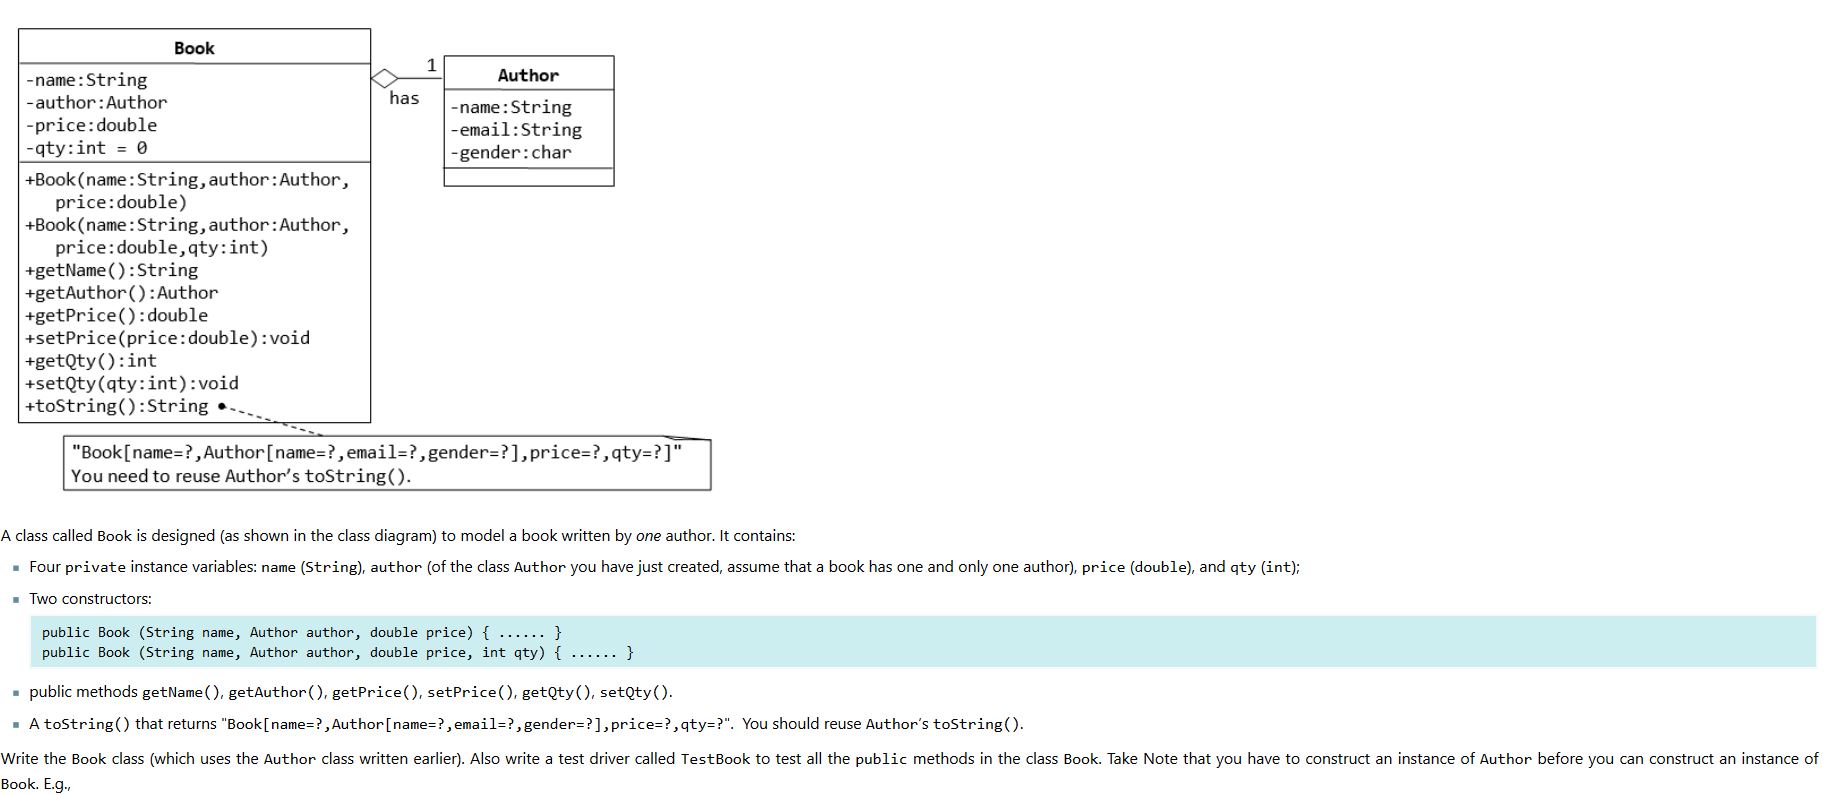 Book
-name:String
-author:Author
-price:double
-qty:int = 0
+Book(name:String,author:Author,
price:double)
+Book(name:String,author:Author,
price:double,qty:int)
+getName():String
+getAuthor():Author
+getPrice():double
+setPrice(price:double):void
+getQty():int
+setQty(qty:int):void
+toString():String
1
has
Author
-name:String
-email:String
-gender:char
"Book[name=?,Author[name=?,email=?,gender=?],price=?,qty=?]"
You need to reuse Author's toString().
A class called Book is designed (as shown in the class diagram) to model a book written by one author. It contains:
▪ Four private instance variables: name (String), author (of the class Author you have just created, assume that a book has one and only one author), price (double), and qty (int);
▪ Two constructors:
public Book (String name, Author author, double price) { ...... }
public Book (String name, Author author, double price, int qty) { ...... }
▪ public methods getName(), getAuthor(), getPrice(), setPrice(), getQty(), setQty().
▪ A toString() that returns "Book[name=?,Author[name=?,email=?,gender=?],price=?,qty=?". You should reuse Author's toString().
Write the Book class (which uses the Author class written earlier). Also write a test driver called TestBook to test all the public methods in the class Book. Take Note that you have to construct an instance of Author before you can construct an instance of
Book. E.g.,